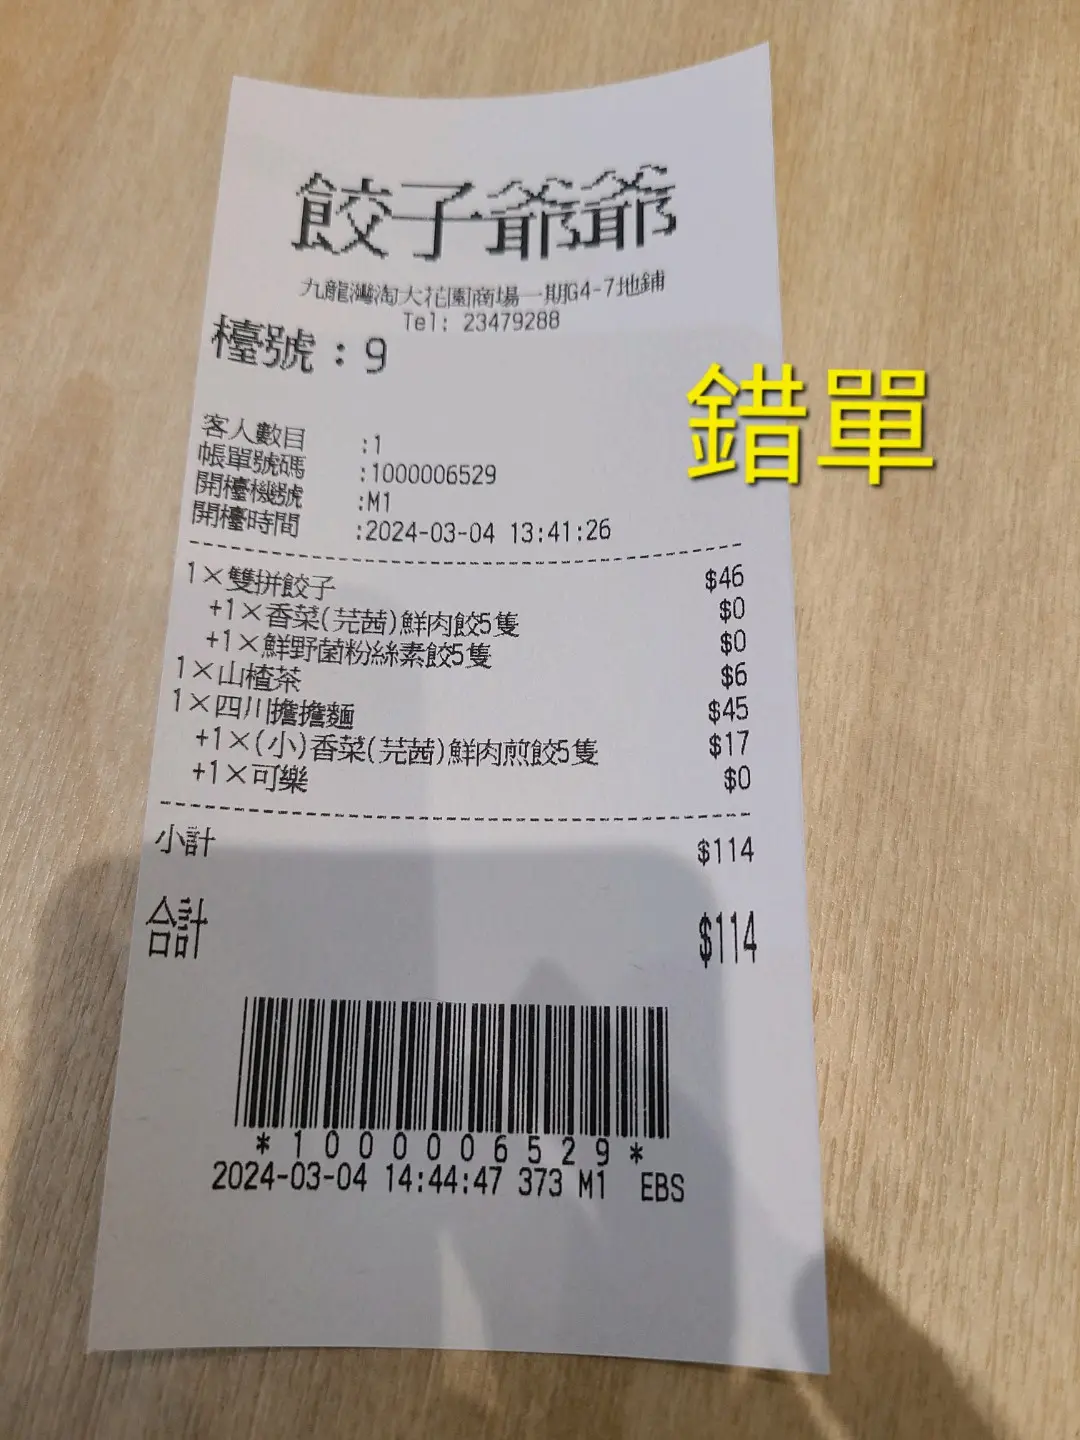 餃子爺爺
九龍灣淘大花園商場一期G4-7地鋪
Tel: 23479288
檯號：9
錯單
客人數目 :1
帳單號碼 :1000006529
開檯機號 :M1
開檯時間 :2024-03-04 13:41:26
1×雙拼餃子 $46
+1×香菜(芫茜)鮮肉餃5隻 $0
+1×鮮野菌粉絲素餃5隻 $0
1×山楂茶 $6
1×四川擔擔麵 $45
+1×(小)香菜(芫茜)鮮肉煎餃5隻 $17
+1×可樂 $0
小計 $114
合計 $114
*1000006529*
2024-03-04 14:44:47 373 M1 EBS